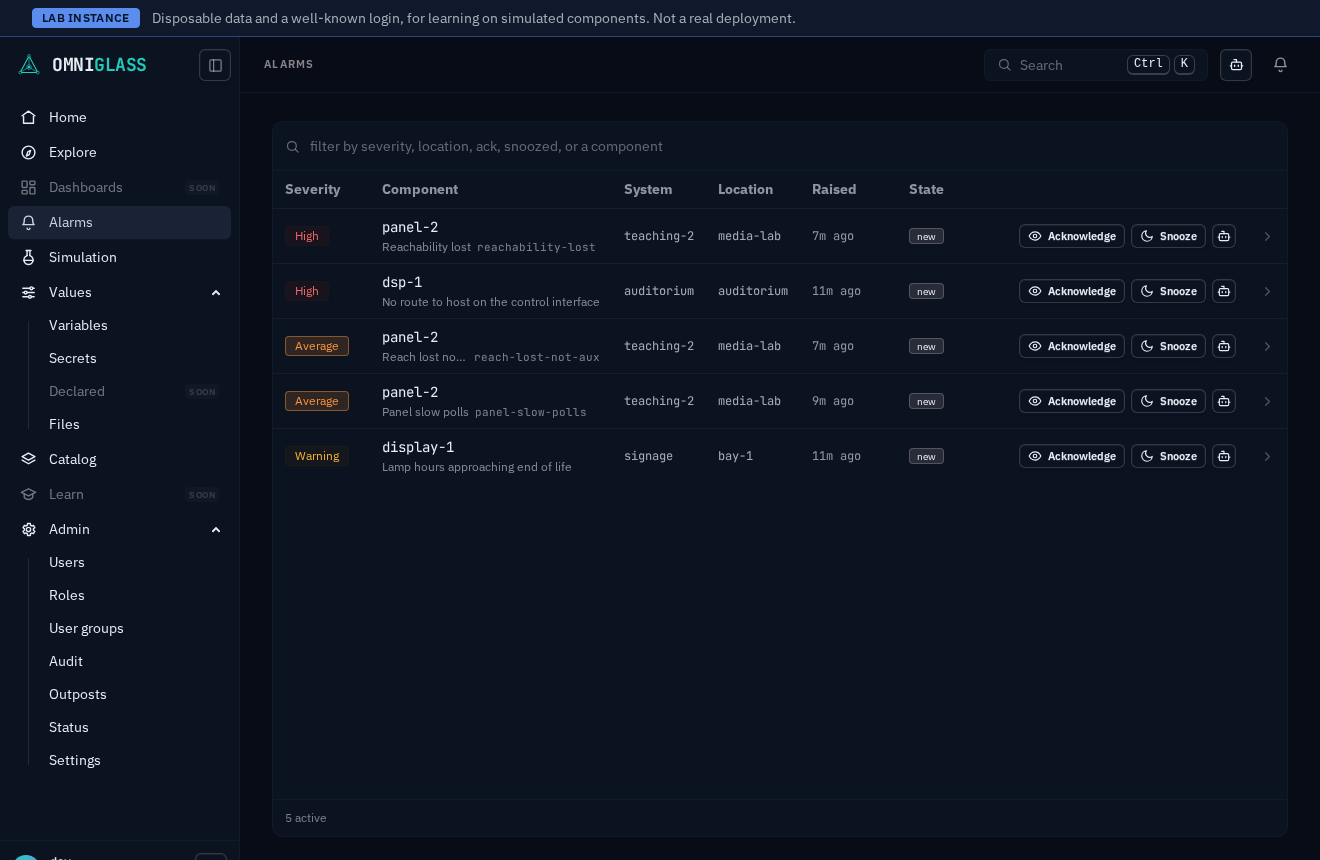 LAB INSTANCE Disposable data and a well-known login, for learning on simulated components. Not a real deployment.
OMNIGLASS
ALARMS
Search Ctrl K
Home
Explore
Dashboards SOON
Alarms
Simulation
Values
Variables
Secrets
Declared SOON
Files
Catalog
Learn SOON
Admin
Users
Roles
User groups
Audit
Outposts
Status
Settings
filter by severity, location, ack, snoozed, or a component
Severity Component System Location Raised State
High panel-2 teaching-2 media-lab 7m ago new Acknowledge Snooze
Reachability lost reachability-lost
High dsp-1 auditorium auditorium 11m ago new Acknowledge Snooze
No route to host on the control interface
Average panel-2 teaching-2 media-lab 7m ago new Acknowledge Snooze
Reach lost no... reach-lost-not-aux
Average panel-2 teaching-2 media-lab 9m ago new Acknowledge Snooze
Panel slow polls panel-slow-polls
Warning display-1 signage bay-1 11m ago new Acknowledge Snooze
Lamp hours approaching end of life
5 active